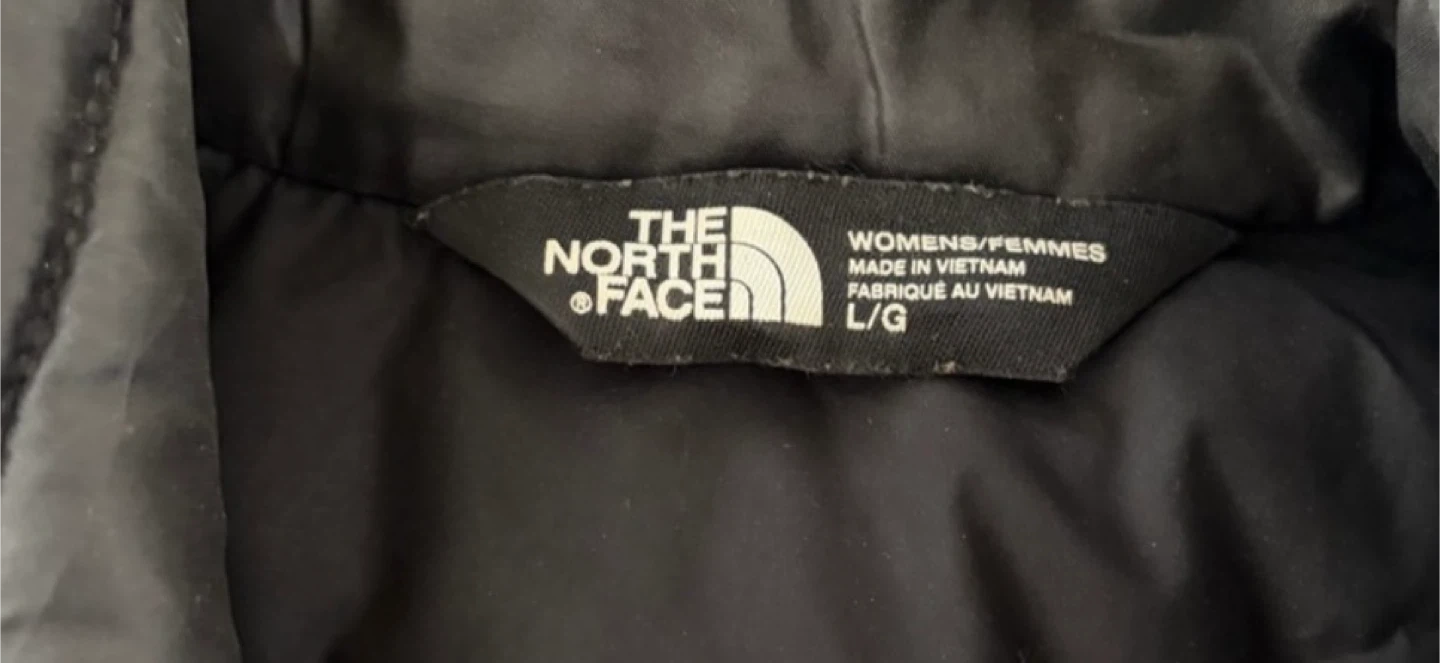 THE
NORTH
® FACE
WOMENS/FEMMES
MADE IN VIETNAM
FABRIQUÉ AU VIETNAM
L/G